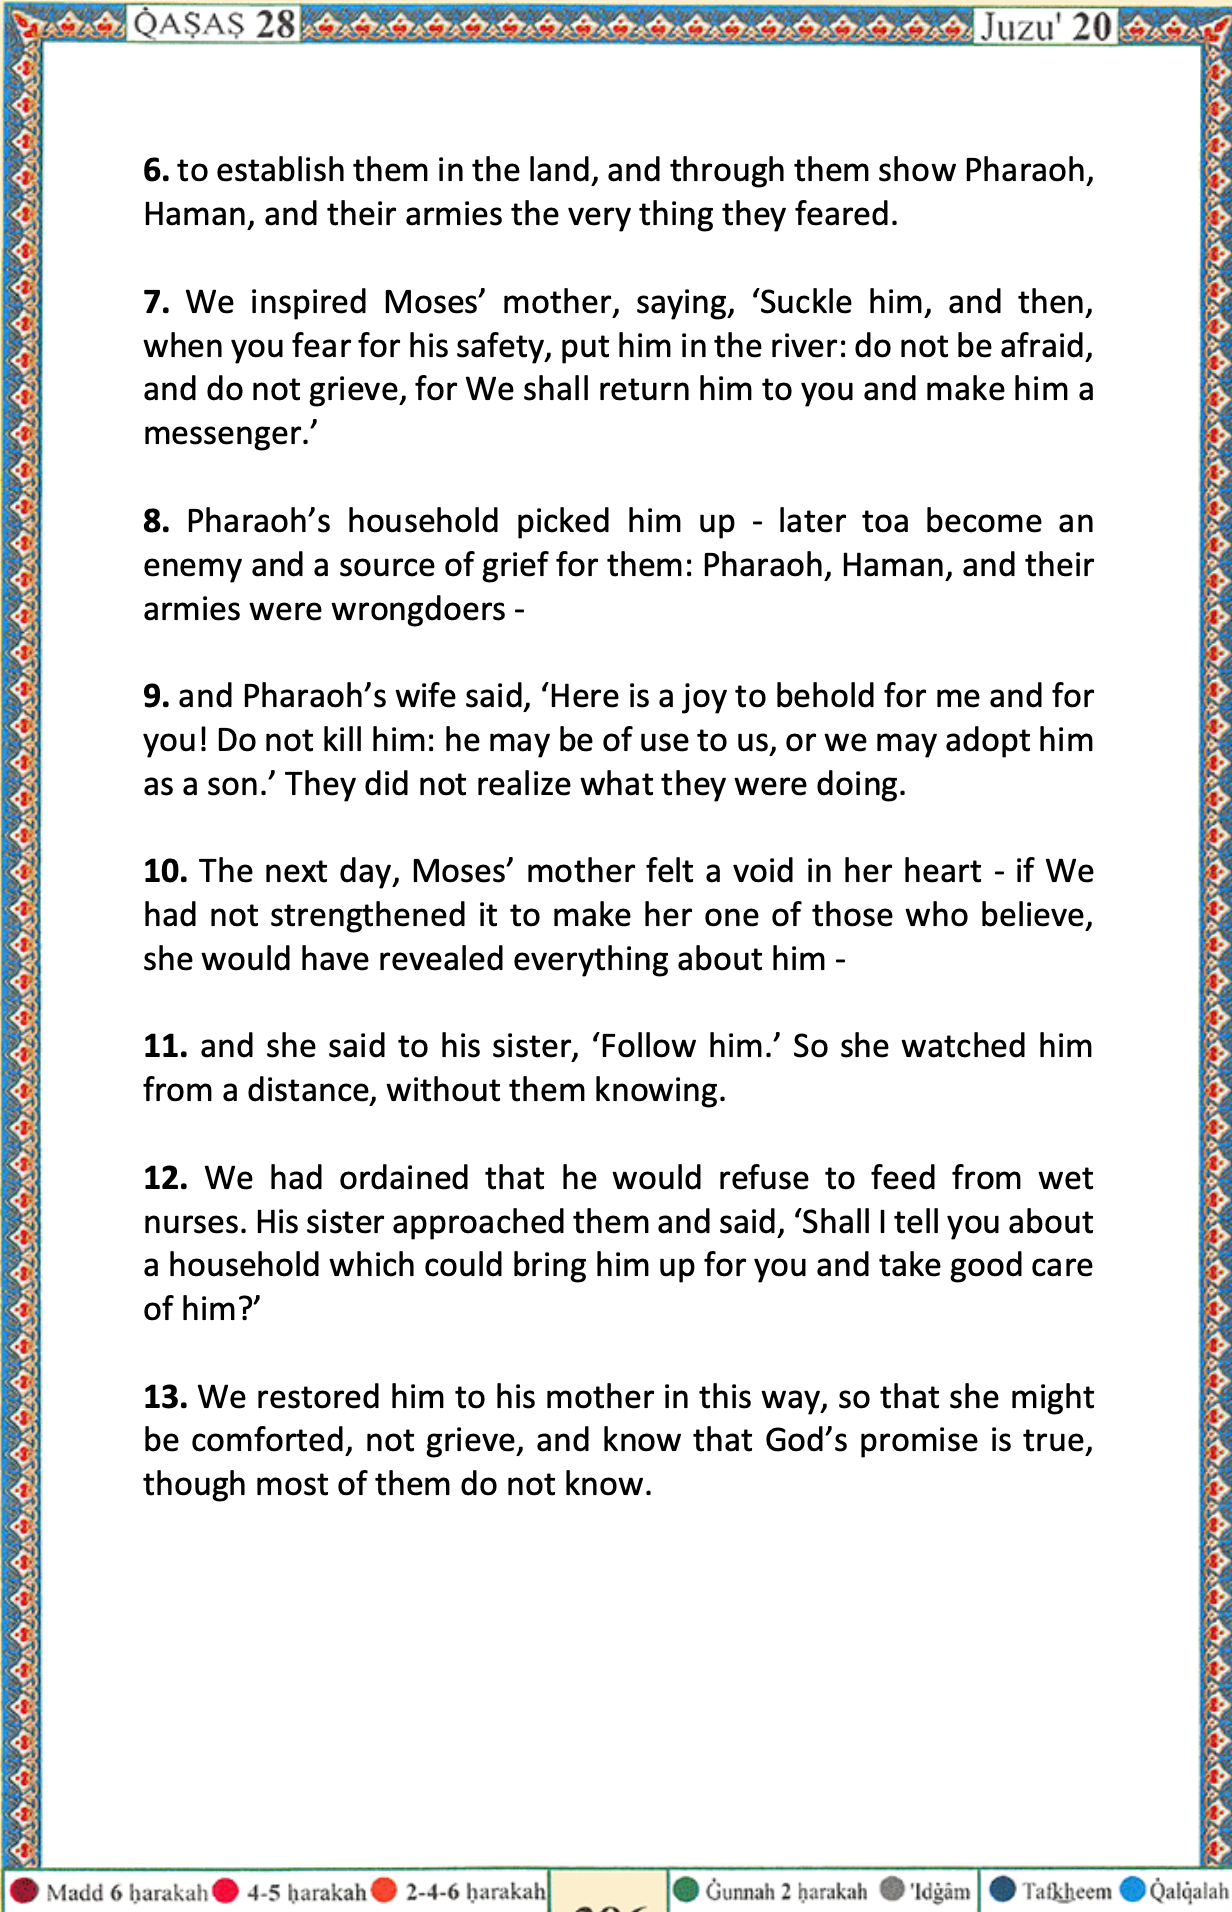 QȦṢAṢ 28
Juzu' 20
6. to establish them in the land, and through them show Pharaoh,
Haman, and their armies the very thing they feared.
7. We inspired Moses’ mother, saying, ‘Suckle him, and then,
when you fear for his safety, put him in the river: do not be afraid,
and do not grieve, for We shall return him to you and make him a
messenger.’
8. Pharaoh’s household picked him up - later toa become an
enemy and a source of grief for them: Pharaoh, Haman, and their
armies were wrongdoers -
9. and Pharaoh’s wife said, ‘Here is a joy to behold for me and for
you! Do not kill him: he may be of use to us, or we may adopt him
as a son.’ They did not realize what they were doing.
10. The next day, Moses’ mother felt a void in her heart - if We
had not strengthened it to make her one of those who believe,
she would have revealed everything about him -
11. and she said to his sister, ‘Follow him.’ So she watched him
from a distance, without them knowing.
12. We had ordained that he would refuse to feed from wet
nurses. His sister approached them and said, ‘Shall I tell you about
a household which could bring him up for you and take good care
of him?’
13. We restored him to his mother in this way, so that she might
be comforted, not grieve, and know that God’s promise is true,
though most of them do not know.
Madd 6 ḥarakah 4-5 ḥarakah 2-4-6 ḥarakah Ġunnah 2 ḥarakah 'Idġâm Tafk͟heem Q̇alq̇alah